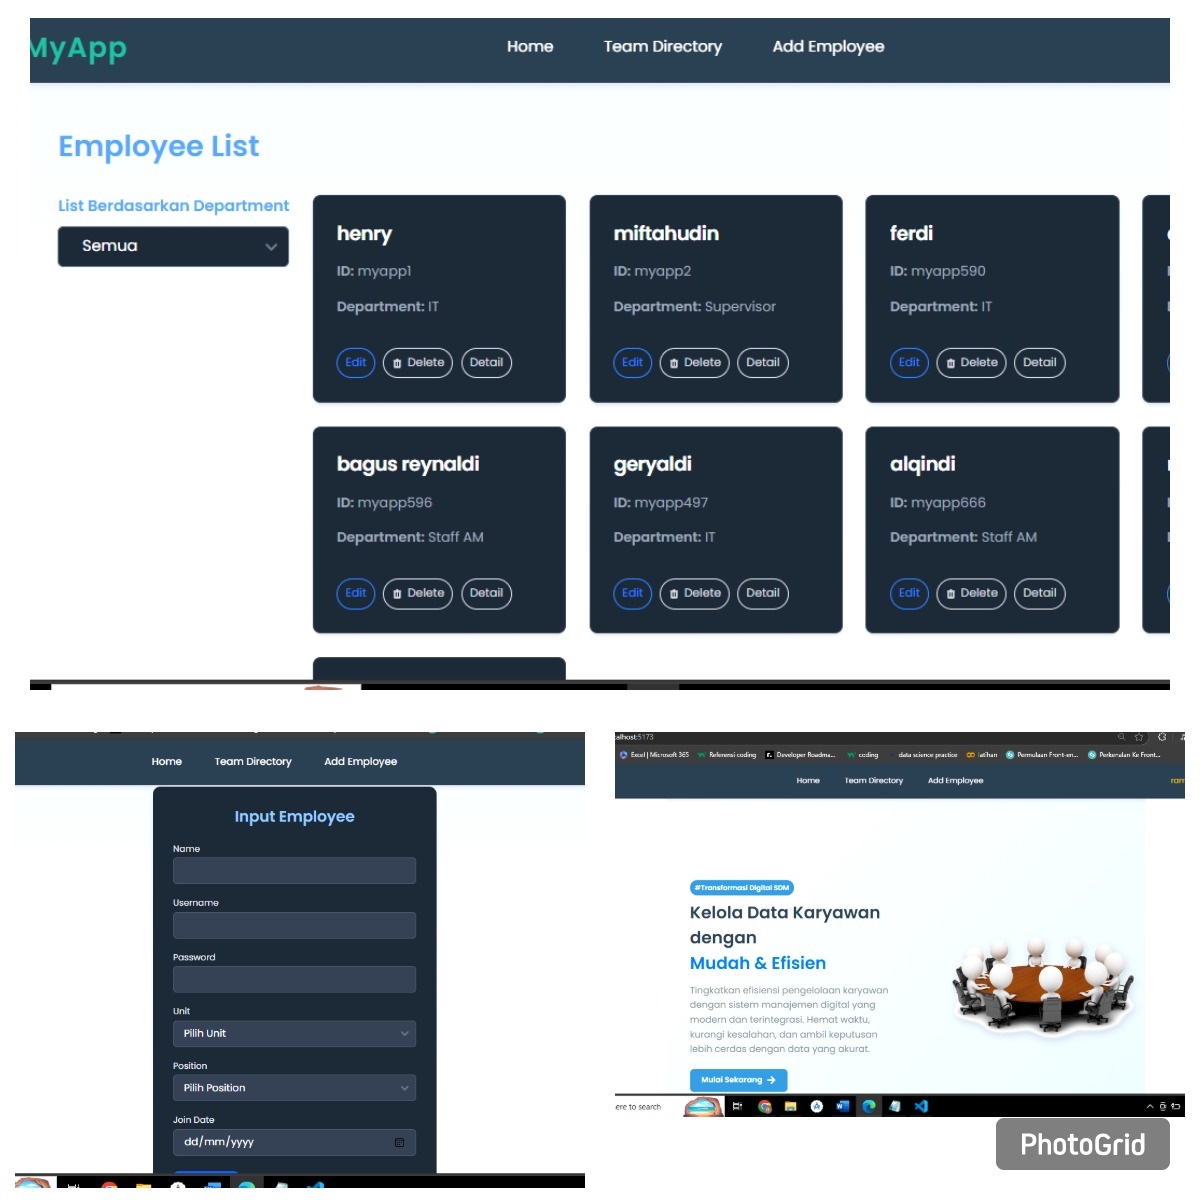 MyApp
Home Team Directory Add Employee
Employee List
List Berdasarkan Department
Semua
henry
ID: myapp1
Department: IT
Edit Delete Detail
miftahudin
ID: myapp2
Department: Supervisor
Edit Delete Detail
ferdi
ID: myapp590
Department: IT
Edit Delete Detail
bagus reynaldi
ID: myapp596
Department: Staff AM
Edit Delete Detail
geryaldi
ID: myapp497
Department: IT
Edit Delete Detail
alqindi
ID: myapp666
Department: Staff AM
Edit Delete Detail
Home Team Directory Add Employee
Input Employee
Name
Username
Password
Unit
Pilih Unit
Position
Pilih Position
Join Date
dd/mm/yyyy
alhost:5173
Excel | Microsoft 365 Referensi coding Developer Roadma... coding data science practice latihan Permulaan Front-en... Perkenalan Ke Front...
Home Team Directory Add Employee
ram
#Transformasi Digital SDM
Kelola Data Karyawan
dengan
Mudah & Efisien
Tingkatkan efisiensi pengelolaan karyawan
dengan sistem manajemen digital yang
modern dan terintegrasi. Hemat waktu,
kurangi kesalahan, dan ambil keputusan
lebih cerdas dengan data yang akurat.
Mulai Sekarang
ere to search
PhotoGrid